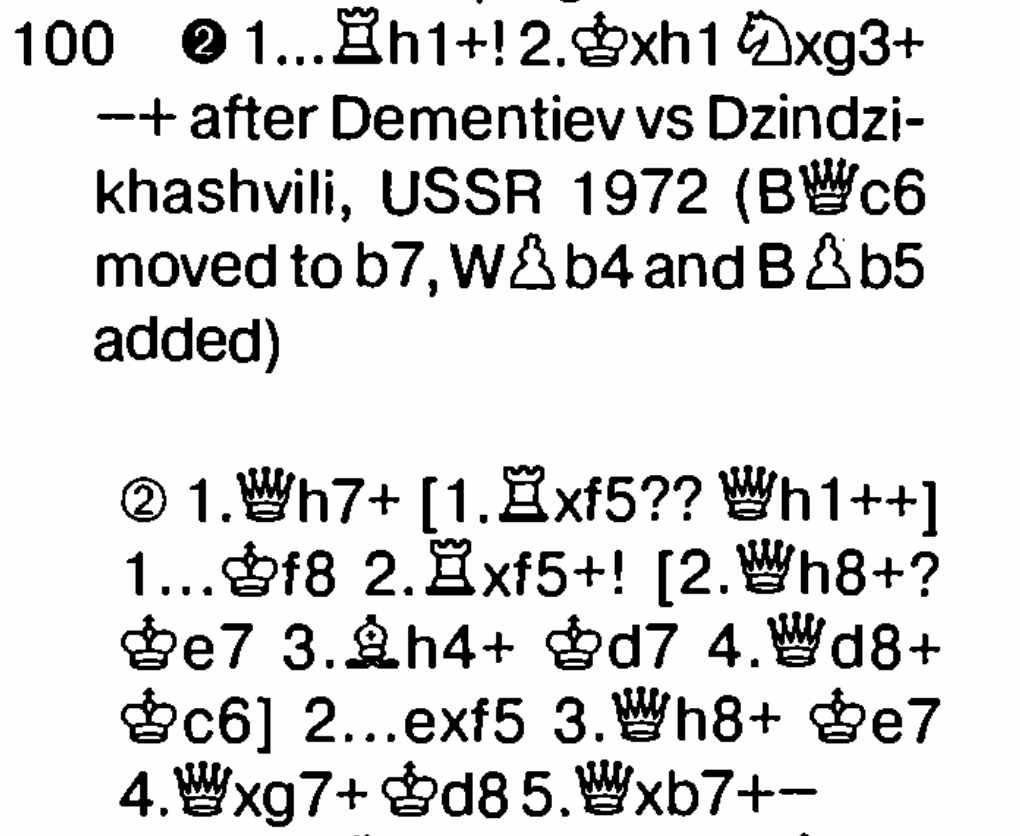 100 ❷ 1...♖h1+! 2.♔xh1 ♘xg3+
−+ after Dementiev vs Dzindzi-
khashvili, USSR 1972 (B♕c6
moved to b7, W♙b4 and B♙b5
added)
② 1.♕h7+ [1.♖xf5?? ♕h1++]
1...♔f8 2.♖xf5+! [2.♕h8+?
♔e7 3.♗h4+ ♔d7 4.♕d8+
♔c6] 2...exf5 3.♕h8+ ♔e7
4.♕xg7+ ♔d8 5.♕xb7+−